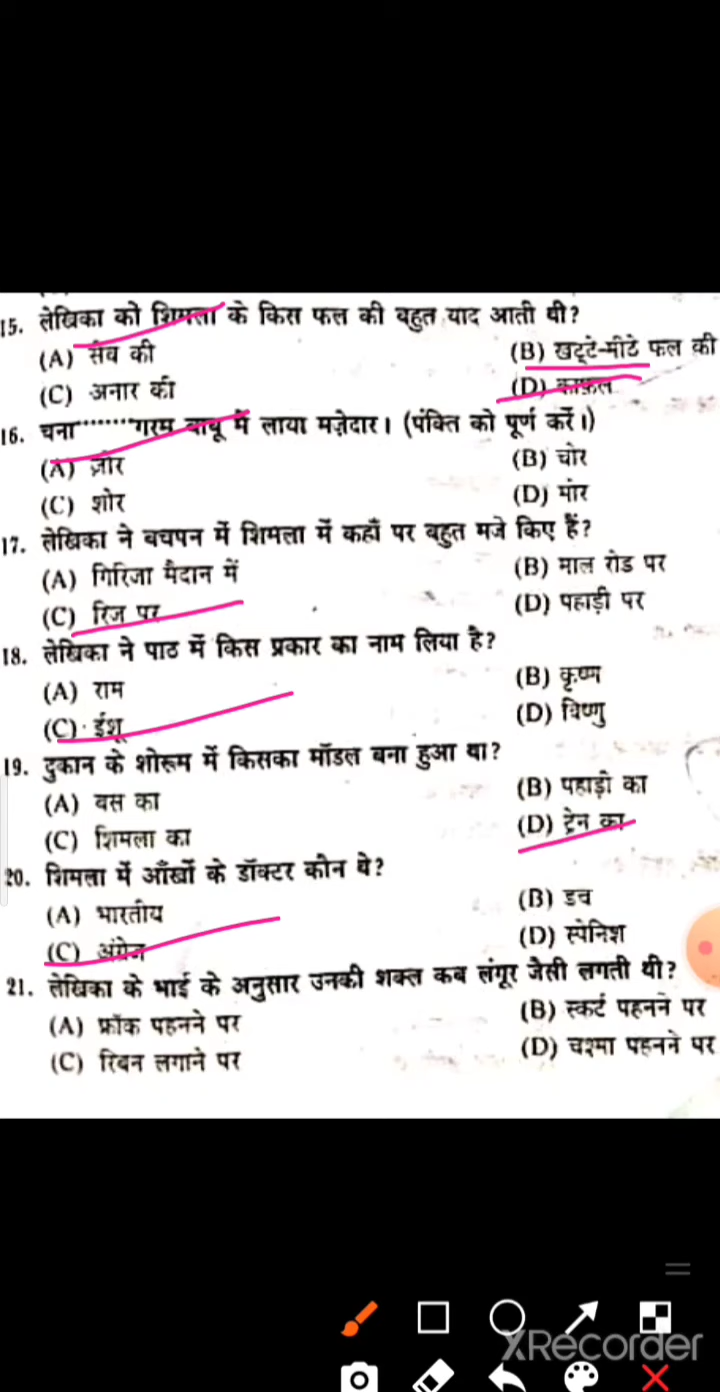 15. लेखिका को शिमला के किस फल की बहुत याद आती थी?
(A) सेब की (B) खट्टे-मीठे फल की
(C) अनार की (D) काफल
16. चना.......गरम बाबू में लाया मज़ेदार। (पंक्ति को पूर्ण करें।)
(A) ज़ोर (B) चोर
(C) शोर (D) मोर
17. लेखिका ने बचपन में शिमला में कहाँ पर बहुत मजे किए हैं?
(A) गिरिजा मैदान में (B) माल रोड पर
(C) रिज पर (D) पहाड़ी पर
18. लेखिका ने पाठ में किस प्रकार का नाम लिया है?
(A) राम (B) कृष्ण
(C) ईशू (D) विष्णु
19. दुकान के शोरूम में किसका मॉडल बना हुआ था?
(A) बस का (B) पहाड़ी का
(C) शिमला का (D) ट्रेन का
20. शिमला में आँखों के डॉक्टर कौन थे?
(A) भारतीय (B) डच
(C) अंग्रेज (D) स्पेनिश
21. लेखिका के भाई के अनुसार उनकी शक्ल कब लंगूर जैसी लगती थी?
(A) फ्रॉक पहनने पर (B) स्कर्ट पहनने पर
(C) रिबन लगाने पर (D) चश्मा पहनने पर
XRecorder